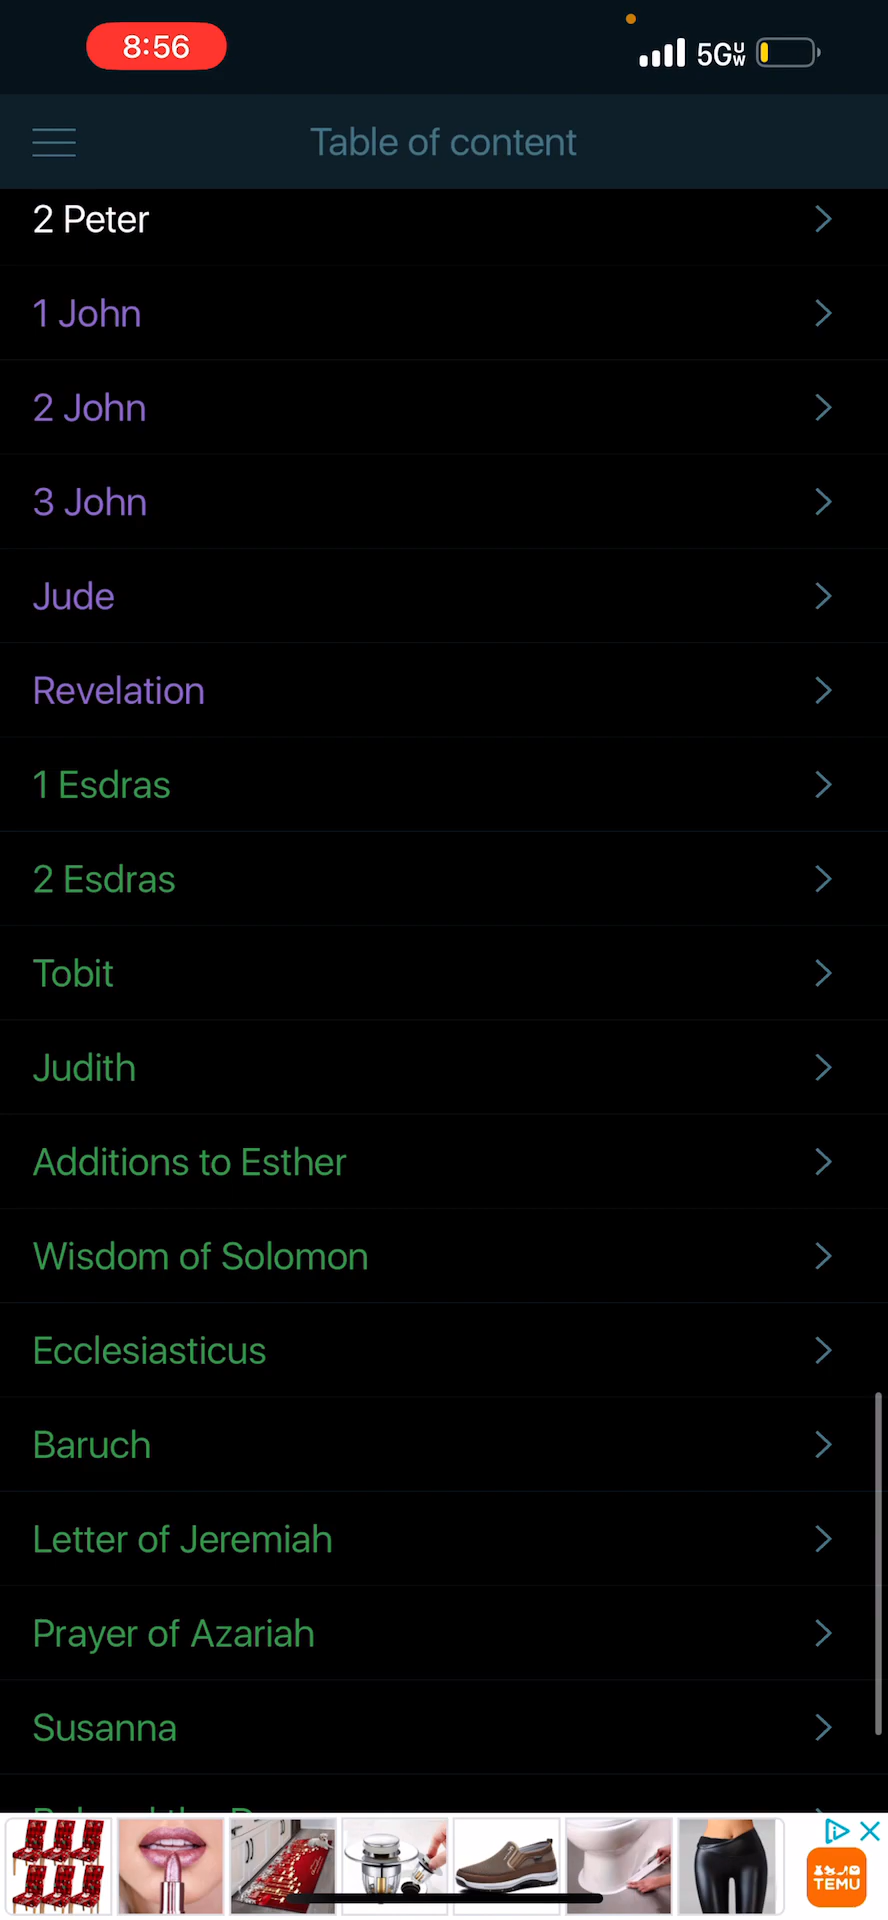 8:56
5G UW
Table of content
2 Peter
1 John
2 John
3 John
Jude
Revelation
1 Esdras
2 Esdras
Tobit
Judith
Additions to Esther
Wisdom of Solomon
Ecclesiasticus
Baruch
Letter of Jeremiah
Prayer of Azariah
Susanna
TEMU